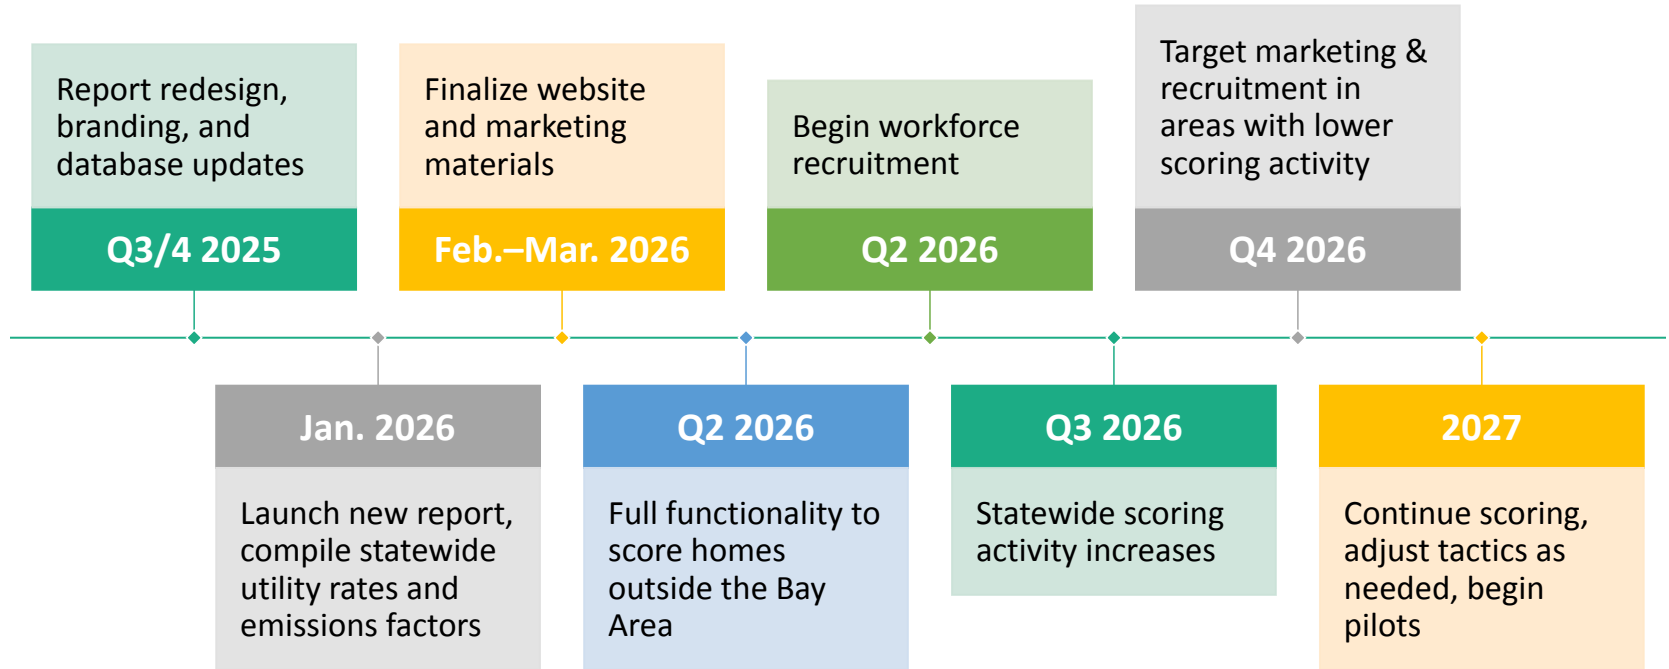 Report redesign,
branding, and
database updates
Q3/4 2025
Jan. 2026
Launch new report,
compile statewide
utility rates and
emissions factors
Finalize website
and marketing
materials
Feb.–Mar. 2026
Q2 2026
Full functionality to
score homes
outside the Bay
Area
Begin workforce
recruitment
Q2 2026
Q3 2026
Statewide scoring
activity increases
Target marketing &
recruitment in
areas with lower
scoring activity
Q4 2026
2027
Continue scoring,
adjust tactics as
needed, begin
pilots